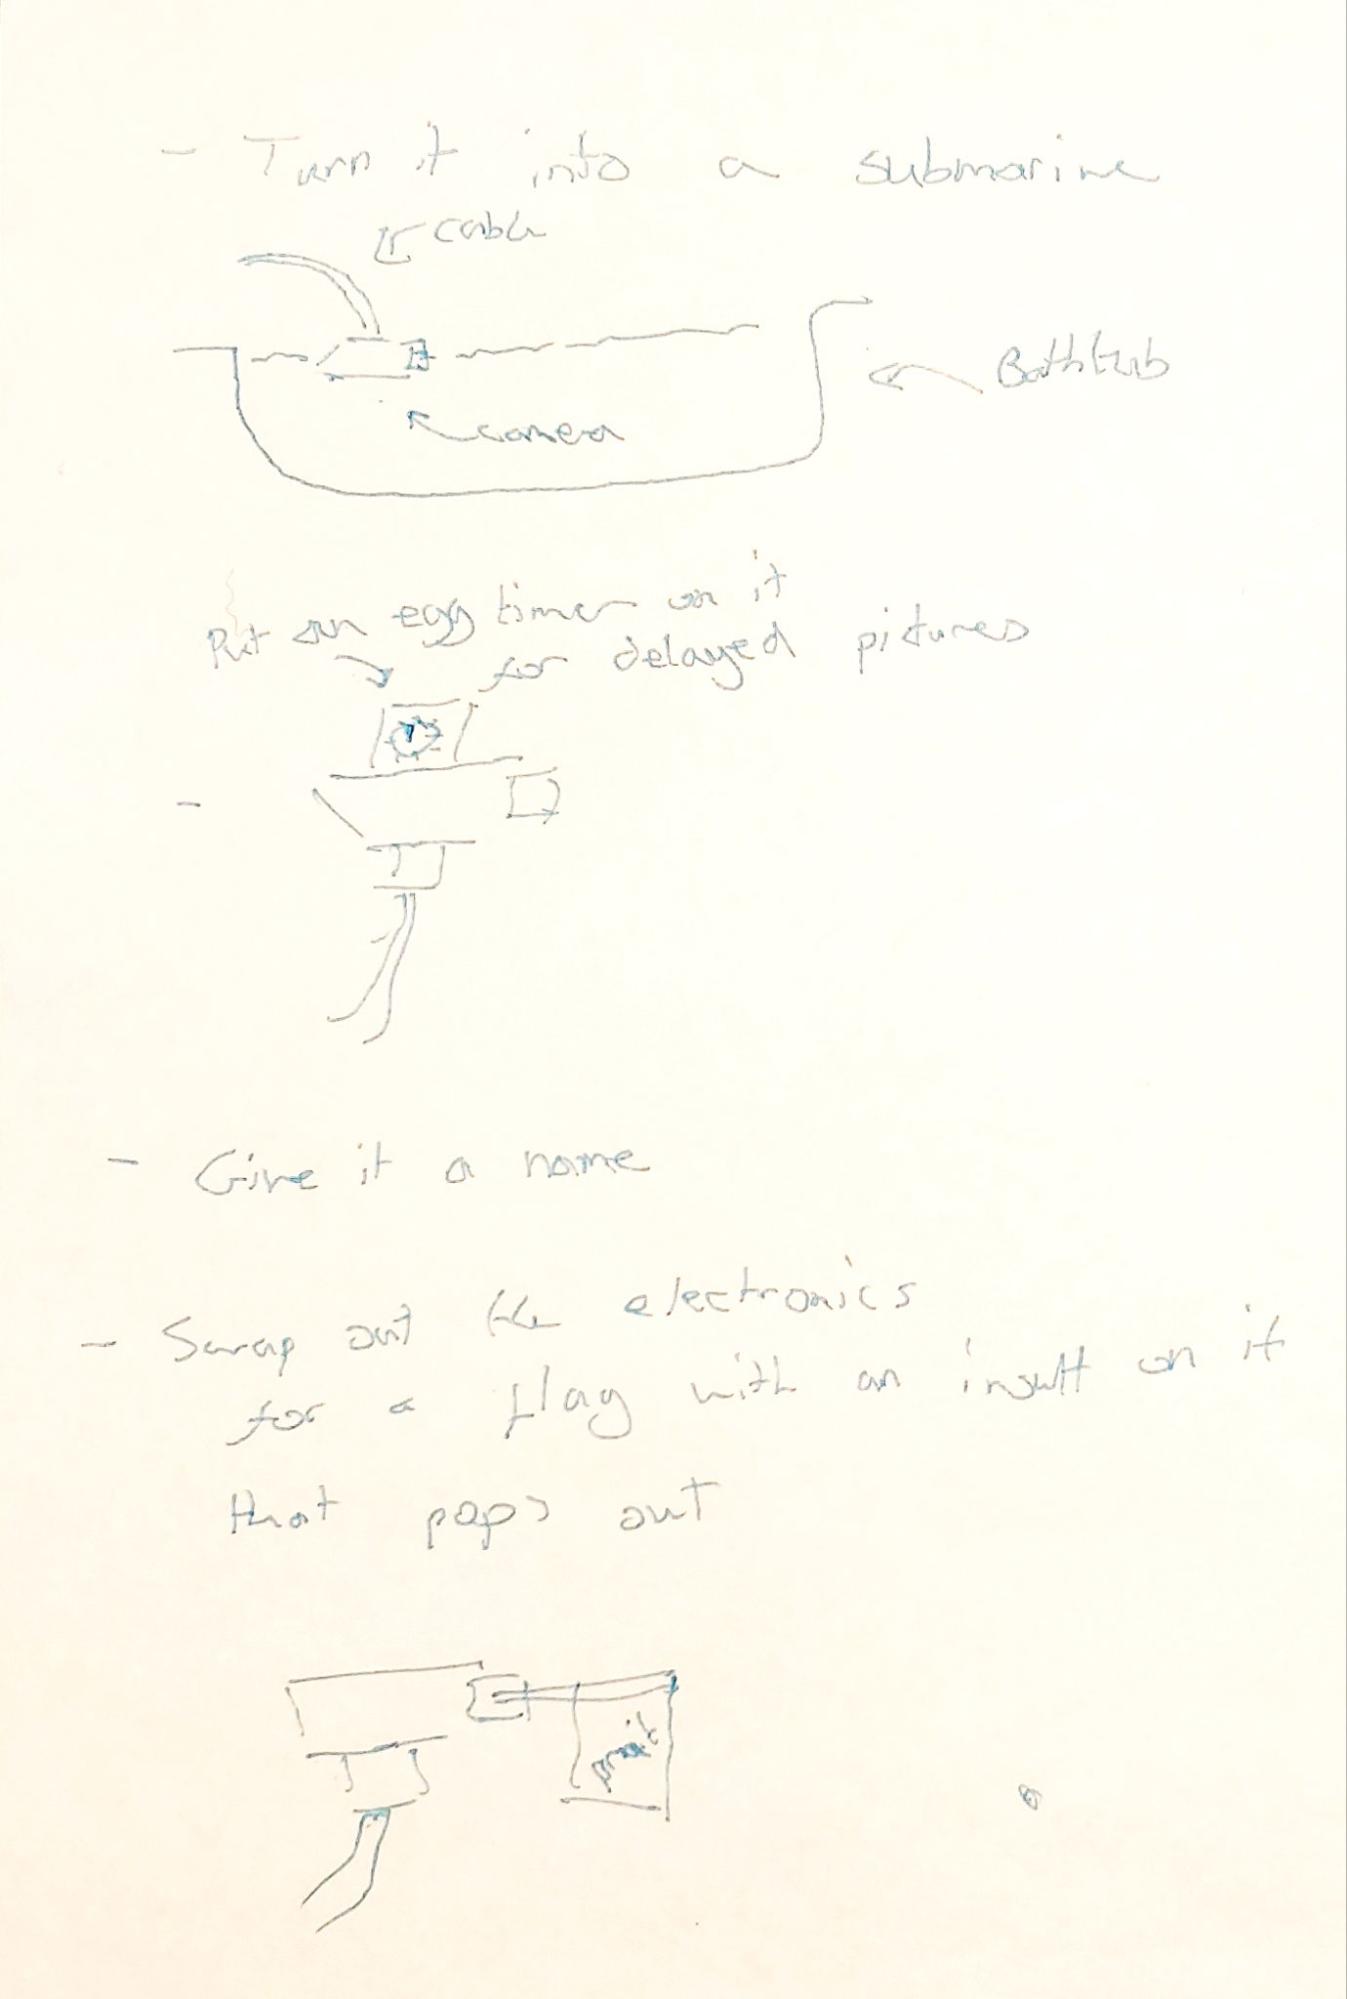 - Turn it into a submarine
cable
Bathtub
camera
Put an egg timer on it
for delayed pictures
-
- Give it a name
- Swap out the electronics
for a flag with an insult on it
that pops out